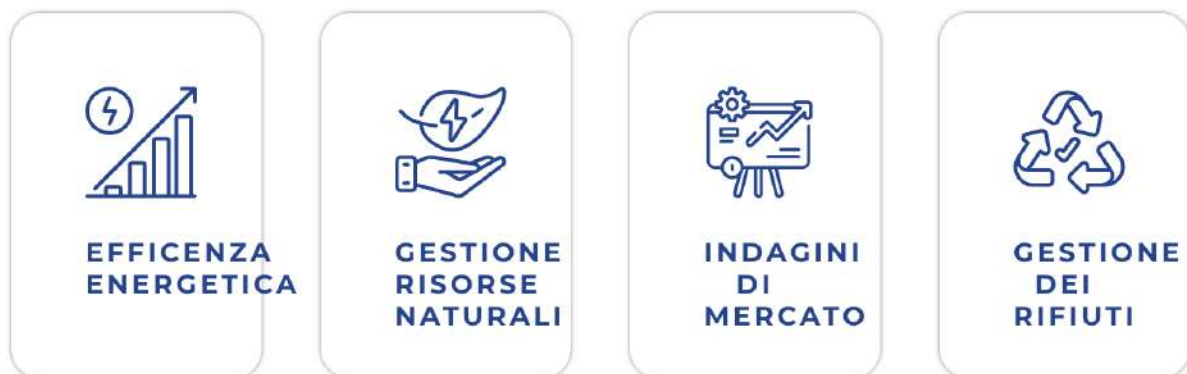 EFFICENZA
ENERGETICA
GESTIONE
RISORSE
NATURALI
INDAGINI
DI
MERCATO
GESTIONE
DEI
RIFIUTI